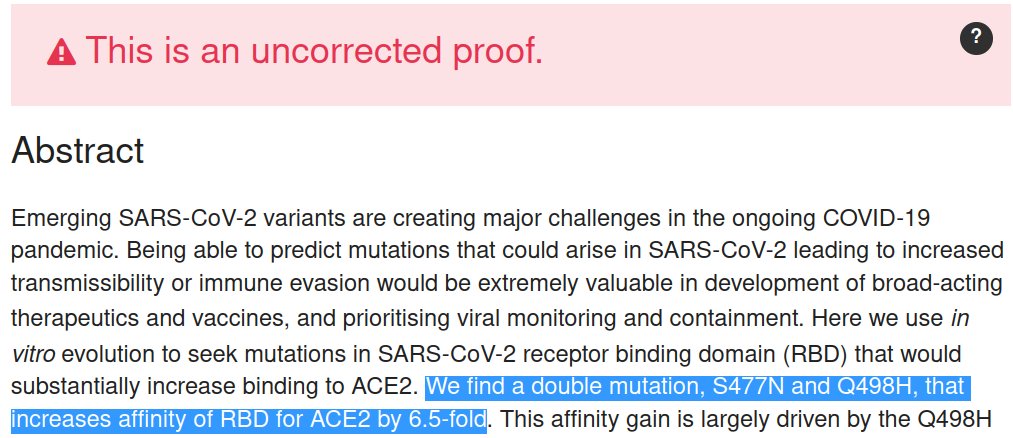 This is an uncorrected proof.
?
Abstract
Emerging SARS-CoV-2 variants are creating major challenges in the ongoing COVID-19
pandemic. Being able to predict mutations that could arise in SARS-CoV-2 leading to increased
transmissibility or immune evasion would be extremely valuable in development of broad-acting
therapeutics and vaccines, and prioritising viral monitoring and containment. Here we use in
vitro evolution to seek mutations in SARS-CoV-2 receptor binding domain (RBD) that would
substantially increase binding to ACE2. We find a double mutation, S477N and Q498H, that
increases affinity of RBD for ACE2 by 6.5-fold. This affinity gain is largely driven by the Q498H